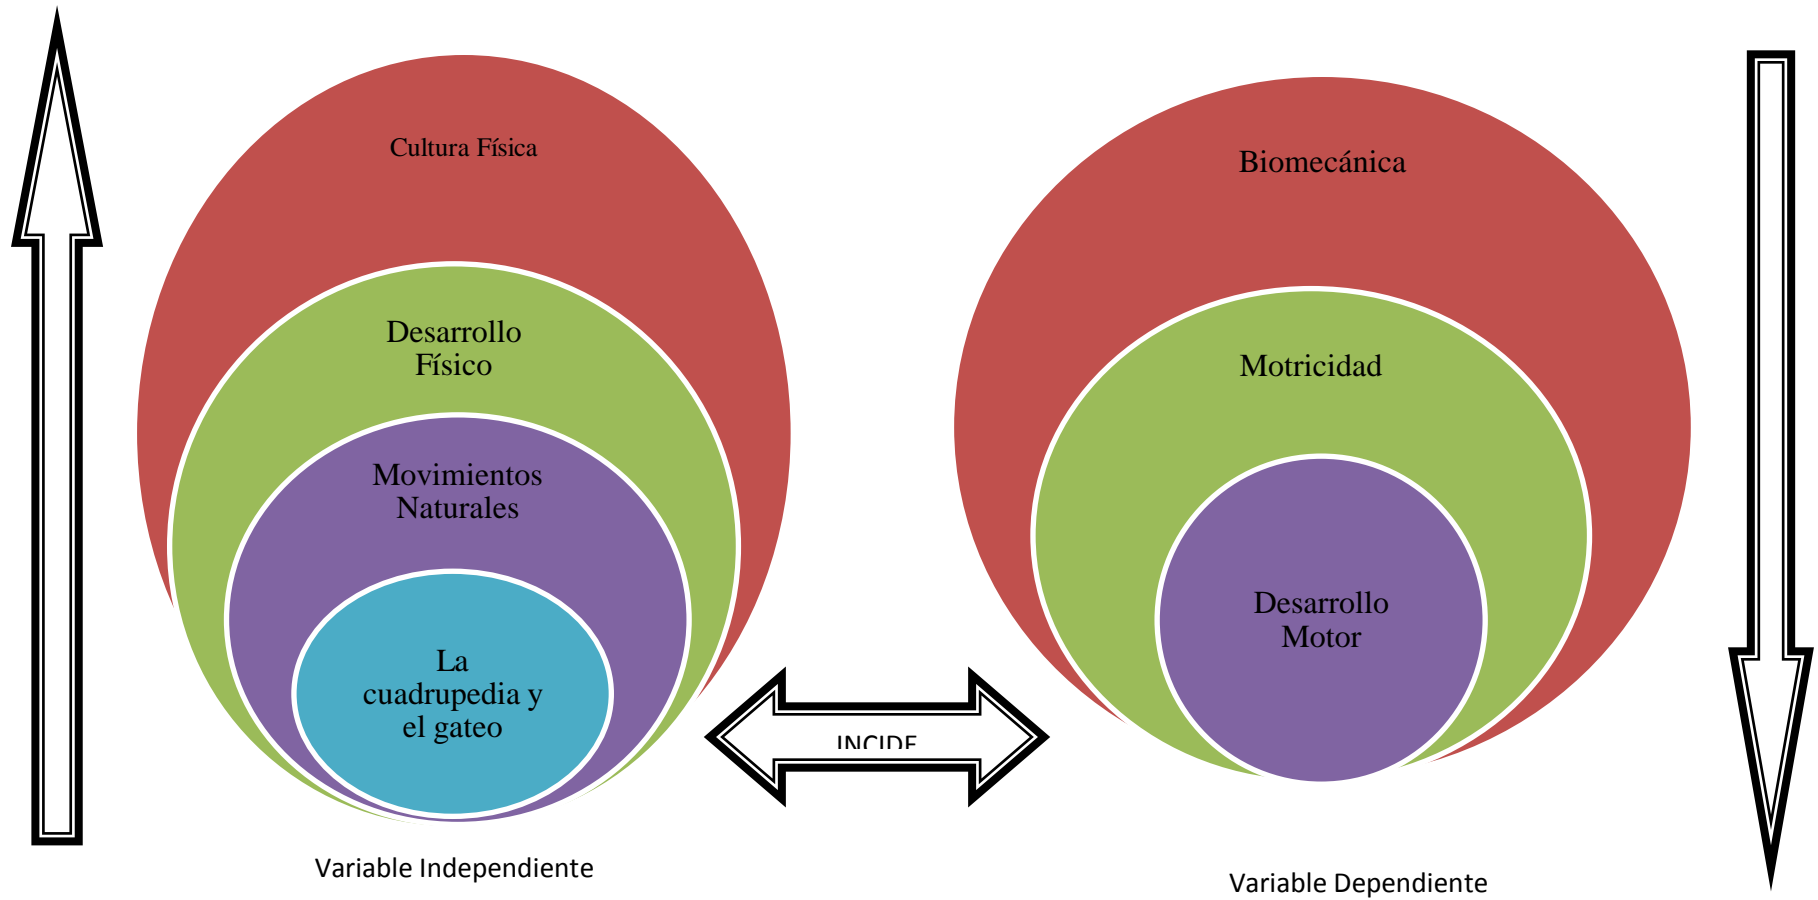 Cultura Física
Desarrollo
Físico
Movimientos
Naturales
La
cuadrupedia y
el gateo
Variable Independiente
INCIDE
Biomecánica
Motricidad
Desarrollo
Motor
Variable Dependiente